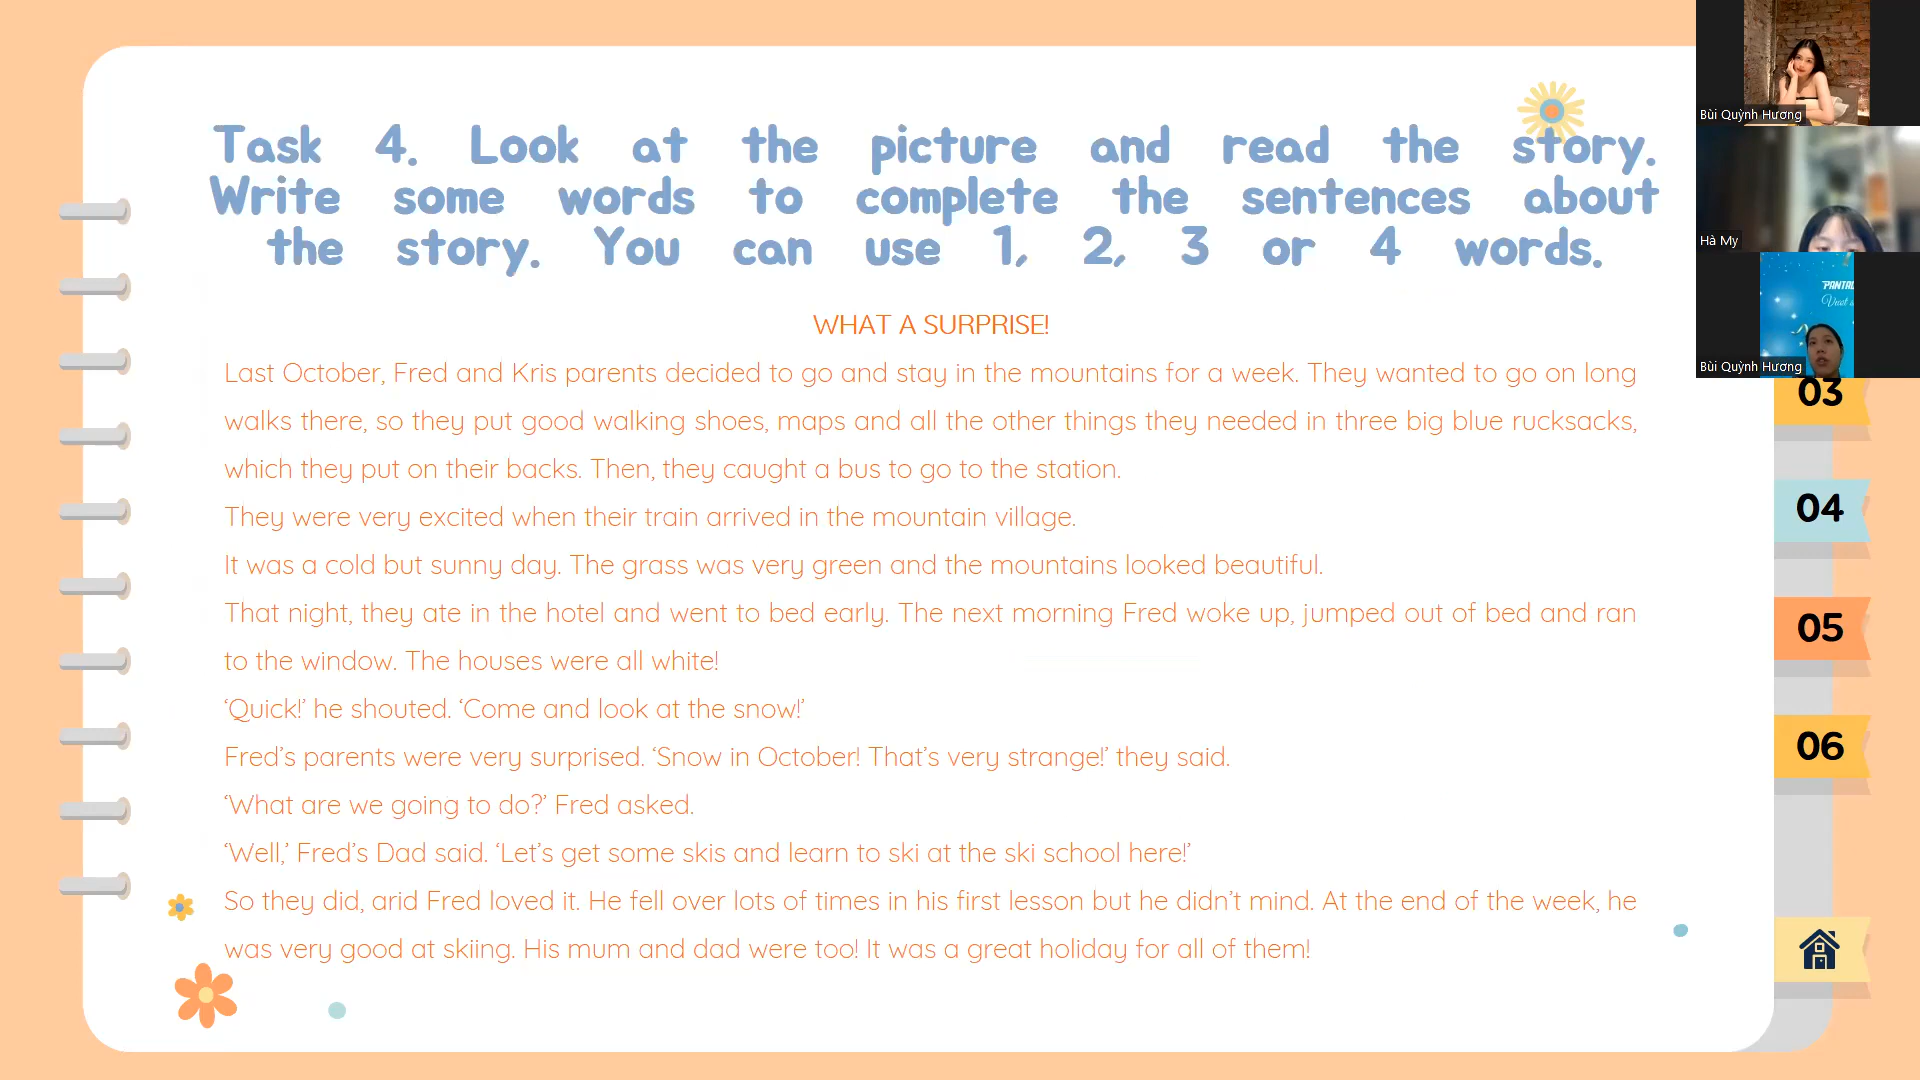 Task 4. Look at the picture and read the story.
Write some words to complete the sentences about
the story. You can use 1, 2, 3 or 4 words.
WHAT A SURPRISE!
Last October, Fred and Kris parents decided to go and stay in the mountains for a week. They wanted to go on long
walks there, so they put good walking shoes, maps and all the other things they needed in three big blue rucksacks,
which they put on their backs. Then, they caught a bus to go to the station.
They were very excited when their train arrived in the mountain village.
It was a cold but sunny day. The grass was very green and the mountains looked beautiful.
That night, they ate in the hotel and went to bed early. The next morning Fred woke up, jumped out of bed and ran
to the window. The houses were all white!
‘Quick!’ he shouted. ‘Come and look at the snow!’
Fred’s parents were very surprised. ‘Snow in October! That’s very strange!’ they said.
‘What are we going to do?’ Fred asked.
‘Well,’ Fred’s Dad said. ‘Let’s get some skis and learn to ski at the ski school here!’
So they did, arid Fred loved it. He fell over lots of times in his first lesson but he didn’t mind. At the end of the week, he
was very good at skiing. His mum and dad were too! It was a great holiday for all of them!
Bùi Quỳnh Hương
Hà My
Bùi Quỳnh Hương
03
04
05
06